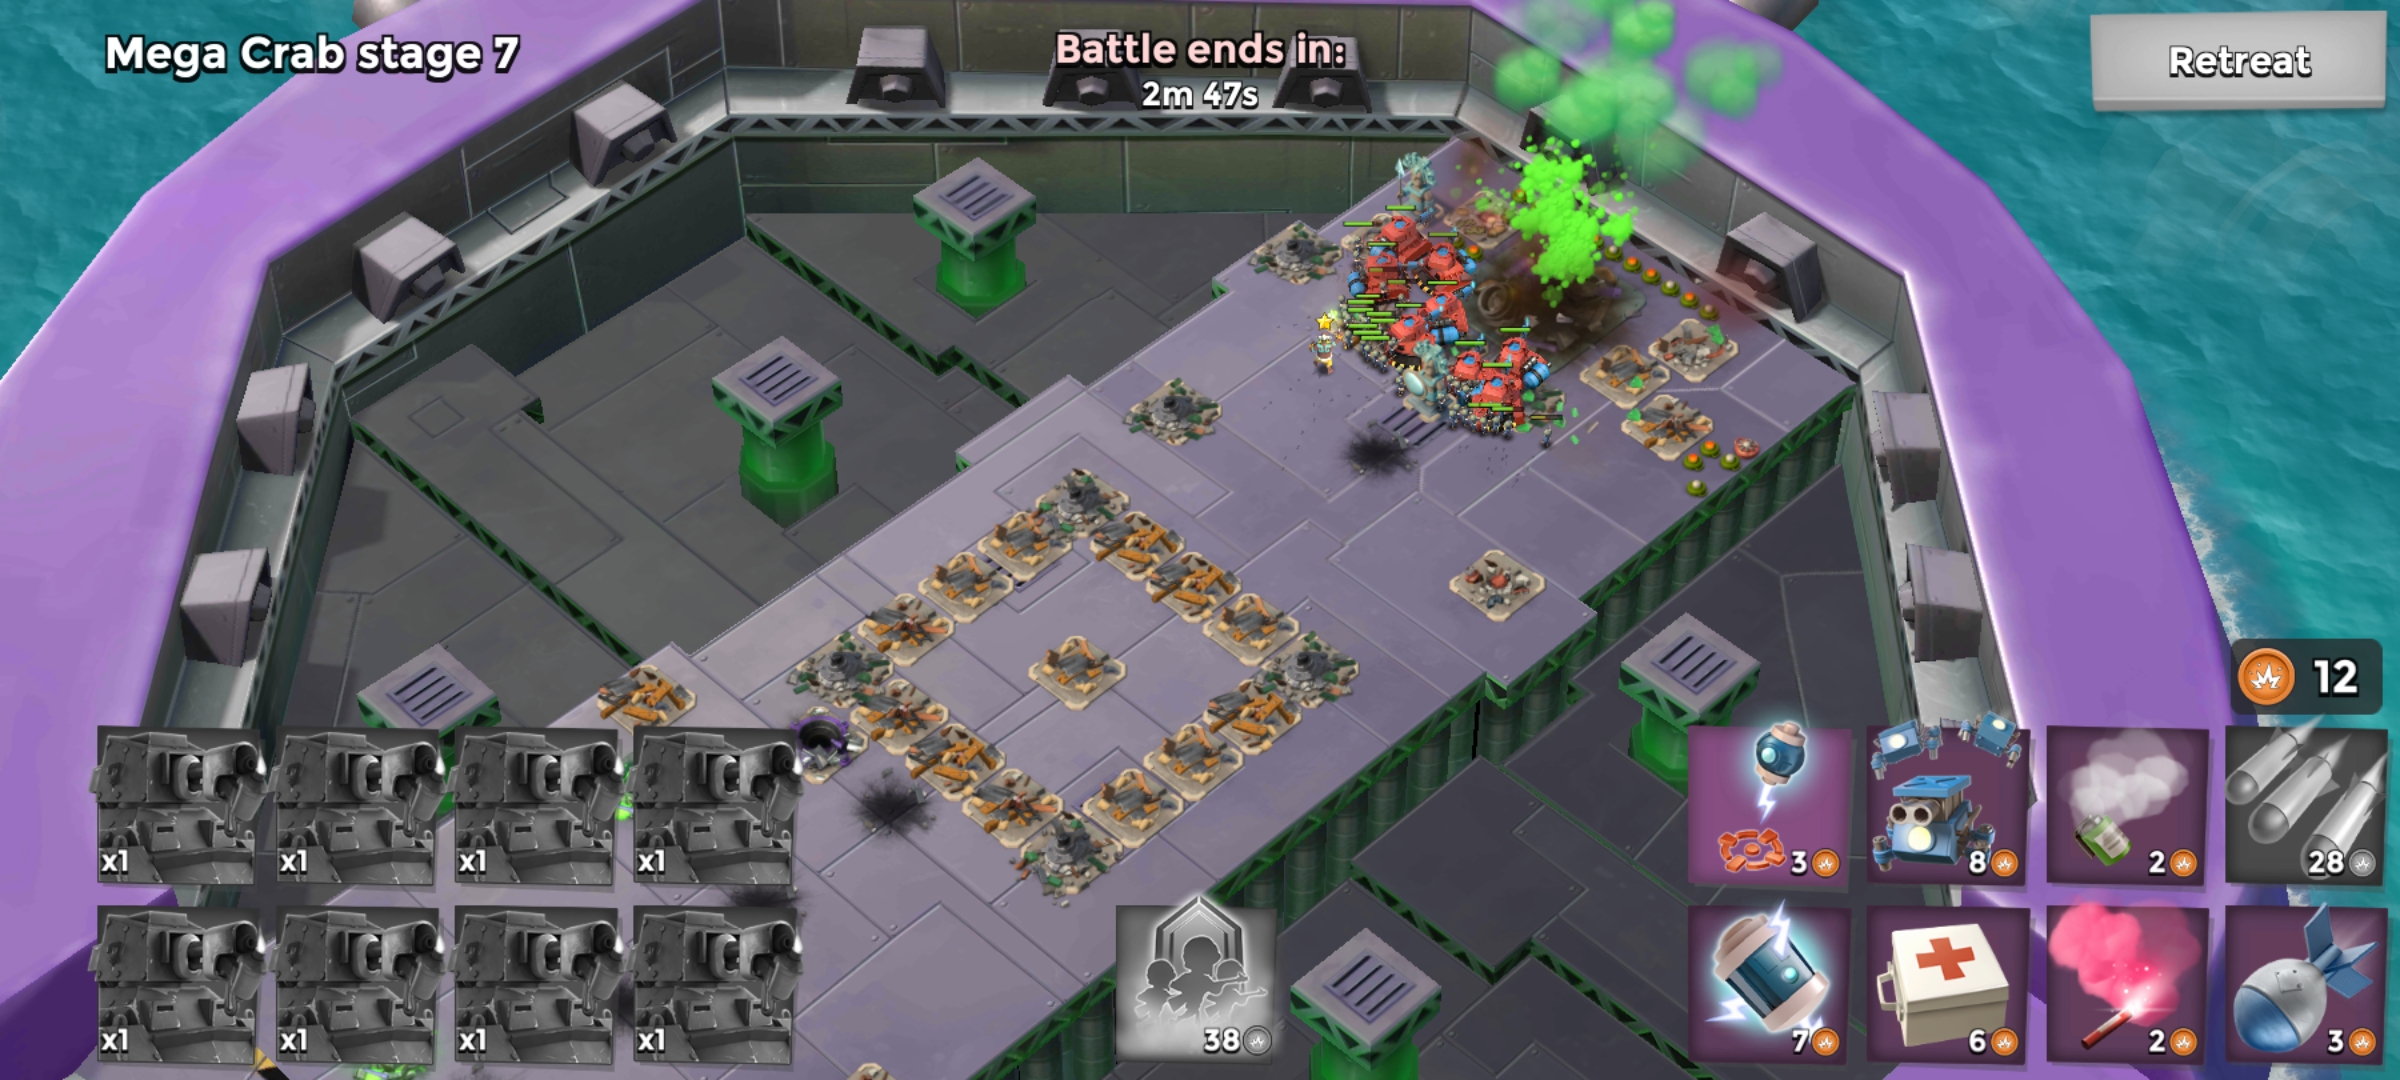 Mega Crab stage 7
Battle ends in:
2m 47s
Retreat
12
x1
x1
x1
x1
3
8
2
28
x1
x1
x1
x1
38
7
6
2
3